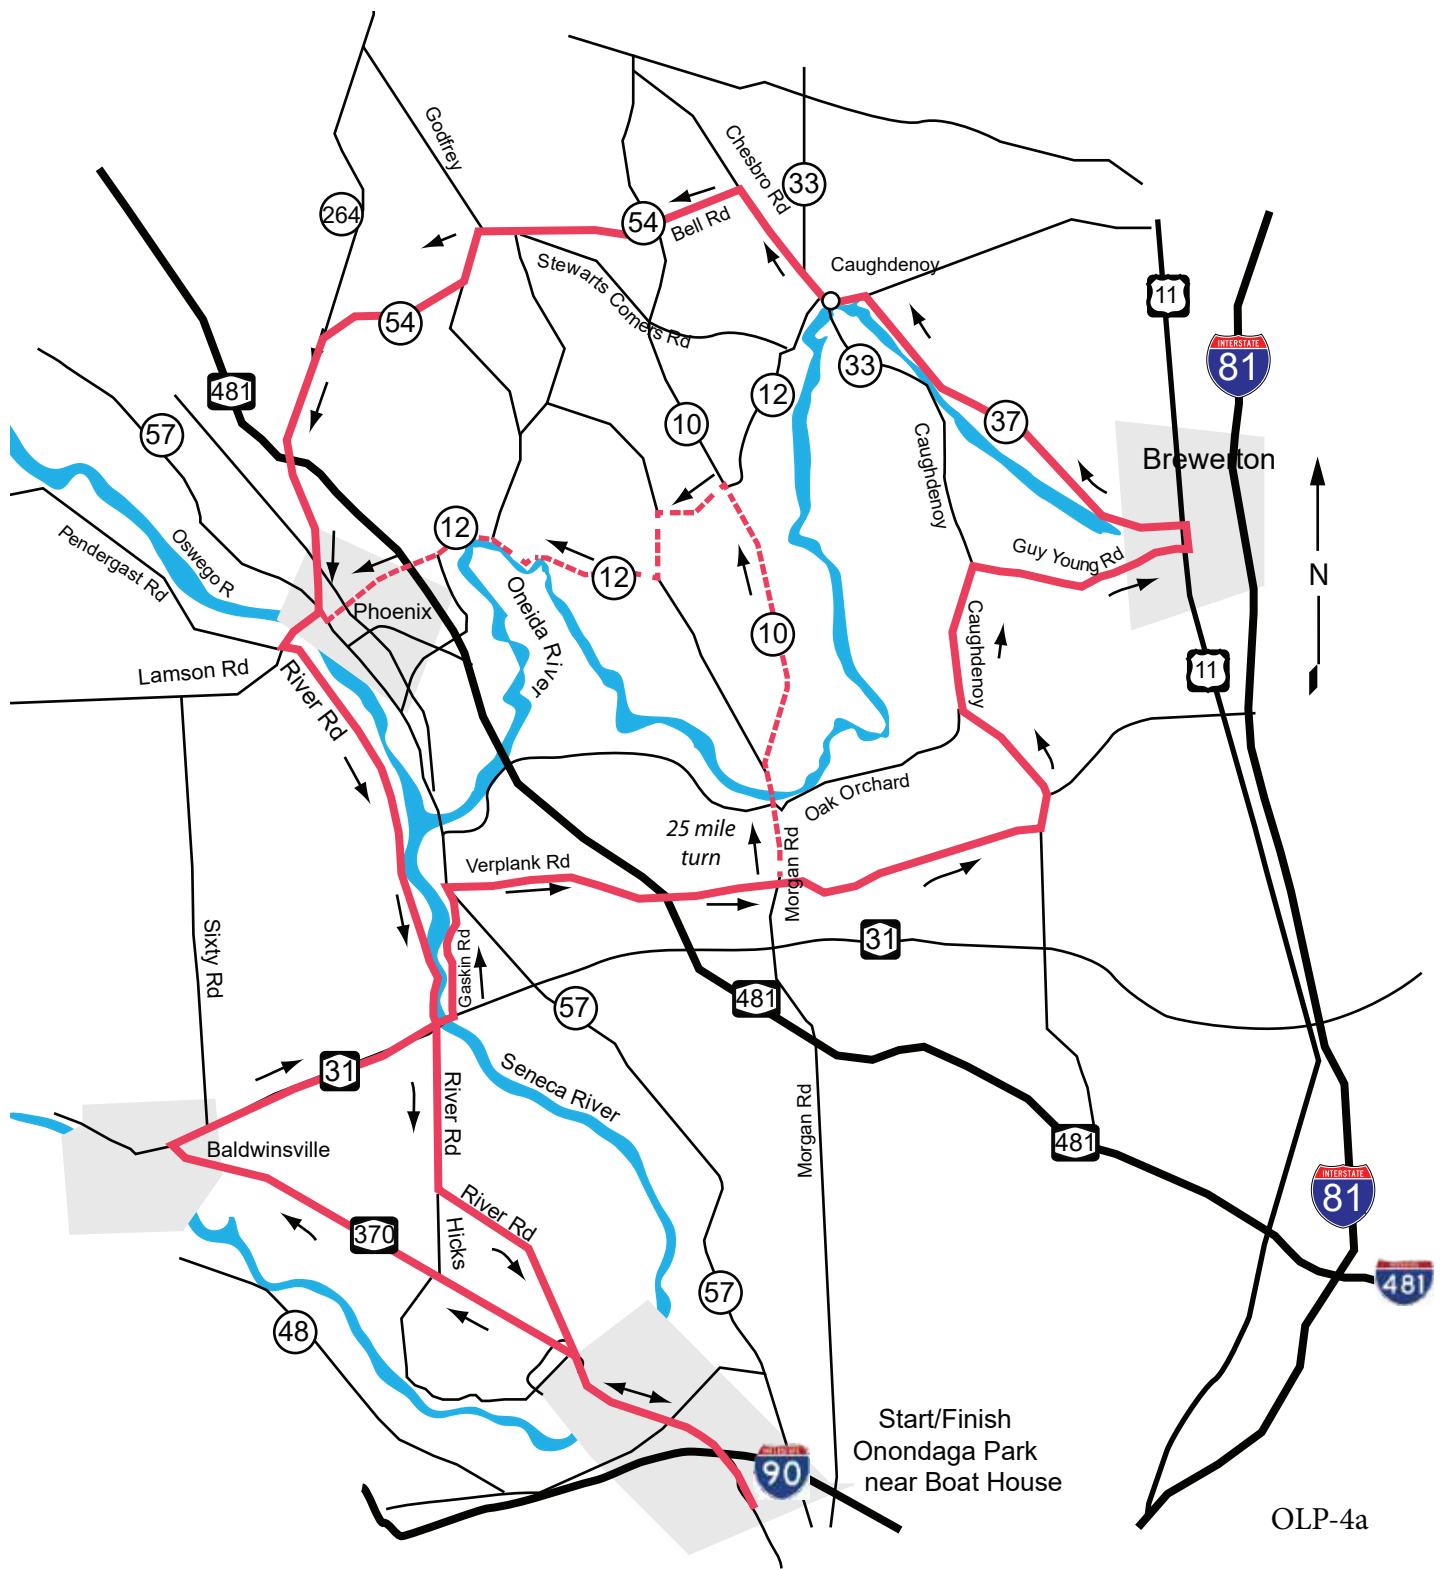 Godfrey
Chesbro Rd
33
264
54
Bell Rd
Caughdenoy
Stewarts Corners Rd
11
INTERSTATE
81
54
33
481
12
10
37
57
Caughdenoy
Brewerton
Oswego R
Pendergast Rd
12
12
Guy Young Rd
N
Oneida River
Phoenix
10
Caughdenoy
11
Lamson Rd
River Rd
Oak Orchard
25 mile
turn
Verplank Rd
Morgan Rd
31
Sixty Rd
Gaskin Rd
481
57
31
Seneca River
River Rd
Morgan Rd
481
Baldwinsville
INTERSTATE
81
River Rd
370
Hicks
481
57
48
Start/Finish
Onondaga Park
near Boat House
90
OLP-4a